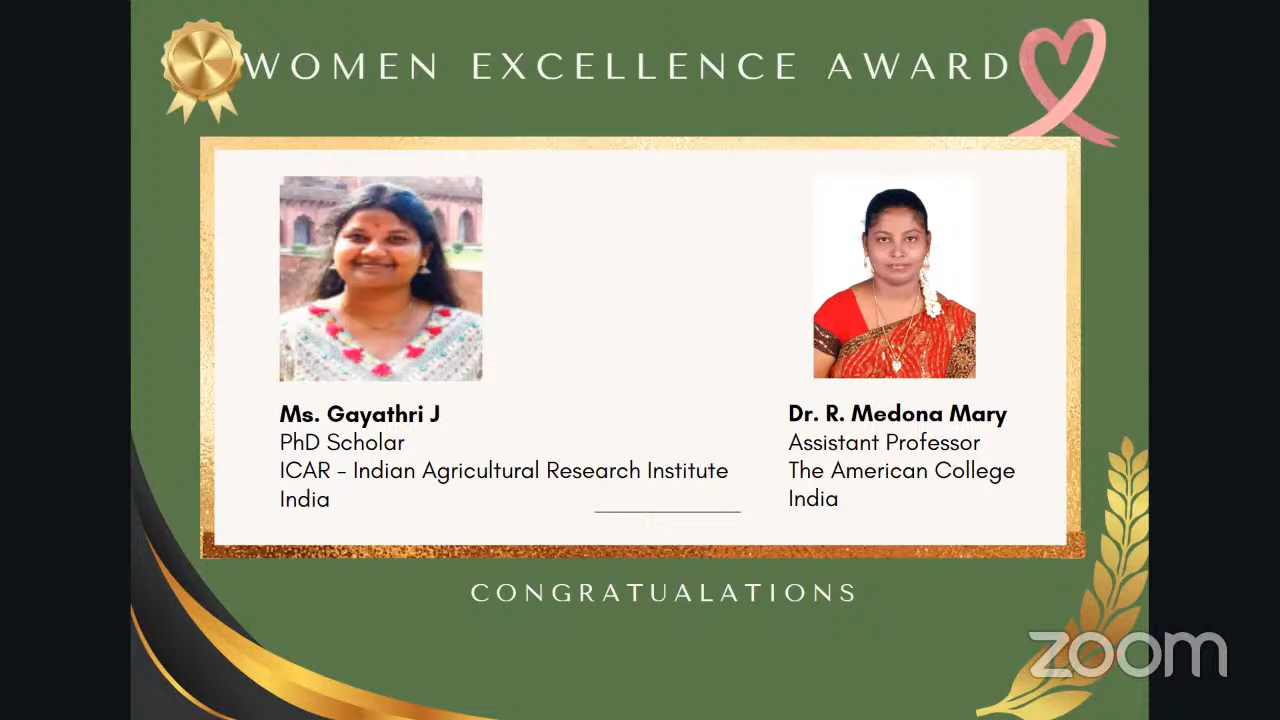 WOMEN EXCELLENCE AWARD
Ms. Gayathri J
PhD Scholar
ICAR - Indian Agricultural Research Institute
India
Dr. R. Medona Mary
Assistant Professor
The American College
India
CONGRATUALATIONS
zoom